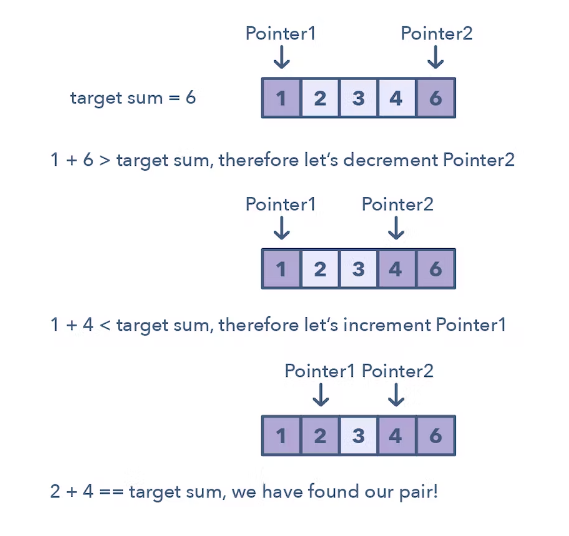 Pointer1 Pointer2
target sum = 6
1 2 3 4 6
1 + 6 > target sum, therefore let's decrement Pointer2
Pointer1 Pointer2
1 2 3 4 6
1 + 4 < target sum, therefore let's increment Pointer1
Pointer1 Pointer2
1 2 3 4 6
2 + 4 == target sum, we have found our pair!